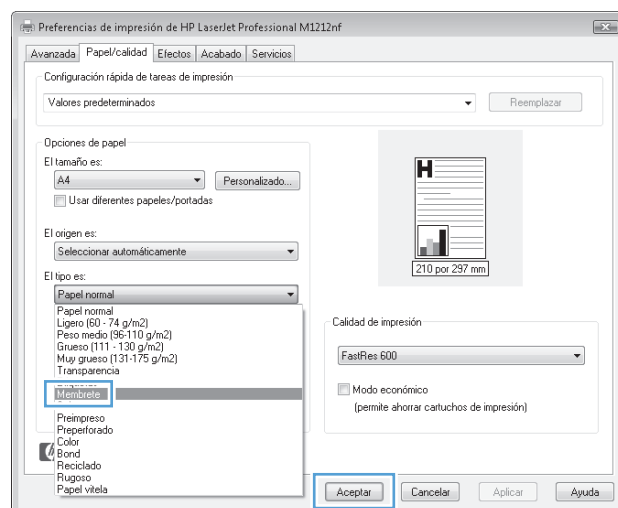 Preferencias de impresión de HP LaserJet Professional M1212nf
Avanzada Papel/calidad Efectos Acabado Servicios
Configuración rápida de tareas de impresión
Valores predeterminados Reemplazar
Opciones de papel
El tamaño es:
A4 Personalizado...
Usar diferentes papeles/portadas
El origen es:
Seleccionar automáticamente
El tipo es:
Papel normal
Papel normal
Ligero (60 - 74 g/m2)
Peso medio (96-110 g/m2)
Grueso (111 - 130 g/m2)
Muy grueso (131-175 g/m2)
Transparencia
Membrete
Preimpreso
Preperforado
Color
Bond
Reciclado
Rugoso
Papel vitela
H
210 por 297 mm
Calidad de impresión
FastRes 600
Modo económico
(permite ahorrar cartuchos de impresión)
Aceptar Cancelar Aplicar Ayuda